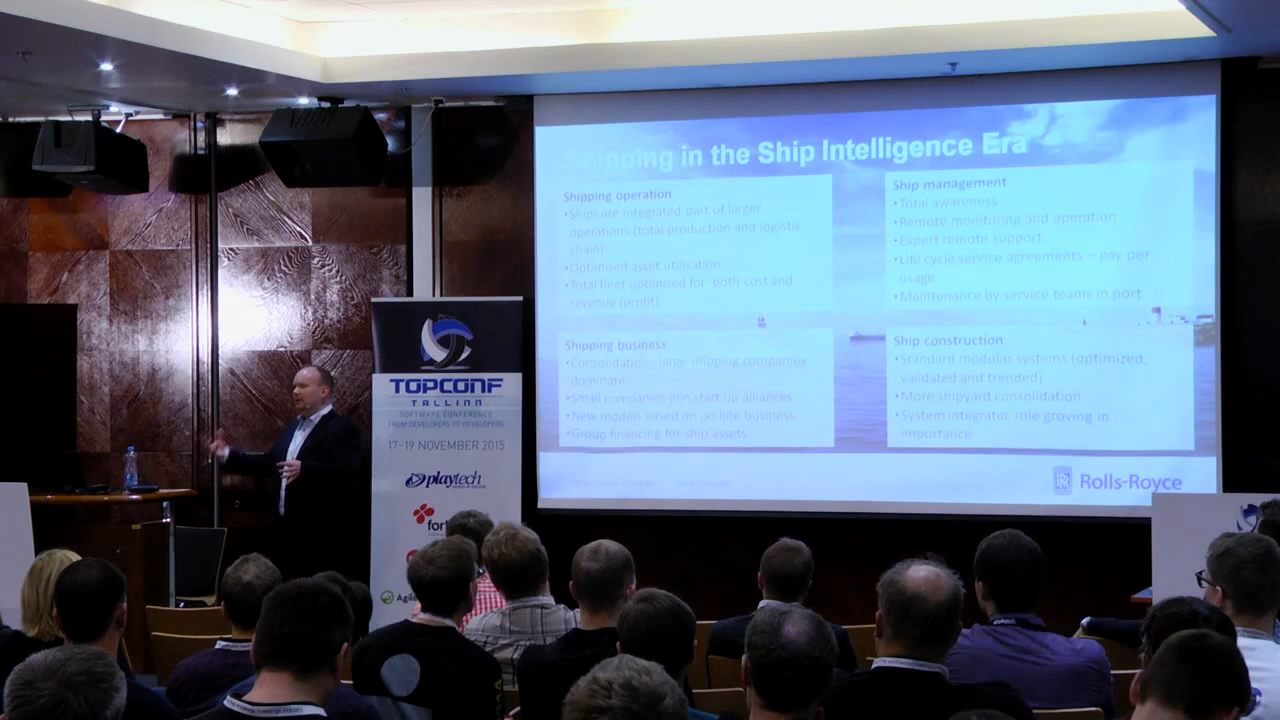 Shipping in the Ship Intelligence Era
Shipping operation
•Ships are integrated part of larger
operations (total production and logistic
chain)
•Optimised asset utilisation
•Total fleet optimised for both cost and
revenue (profit)
Ship management
•Total awareness
•Remote monitoring and operation
•Expert remote support
•Life cycle service agreements – pay per
usage
•Maintenance by service teams in port
Shipping business
•Consolidation – large shipping companies
dominate
•Small companies join start up alliances
•New models based on on-line business
•Group financing for ship assets
Ship construction
•Standard modular systems (optimized,
validated and trended)
•More shipyard consolidation
•System integrator role groving in
importance
Rolls-Royce
TOPCONF
TALLINN
SOFTWARE CONFERENCE
FROM DEVELOPERS TO DEVELOPERS
17-19 NOVEMBER 2015
playtech
fort
Agile